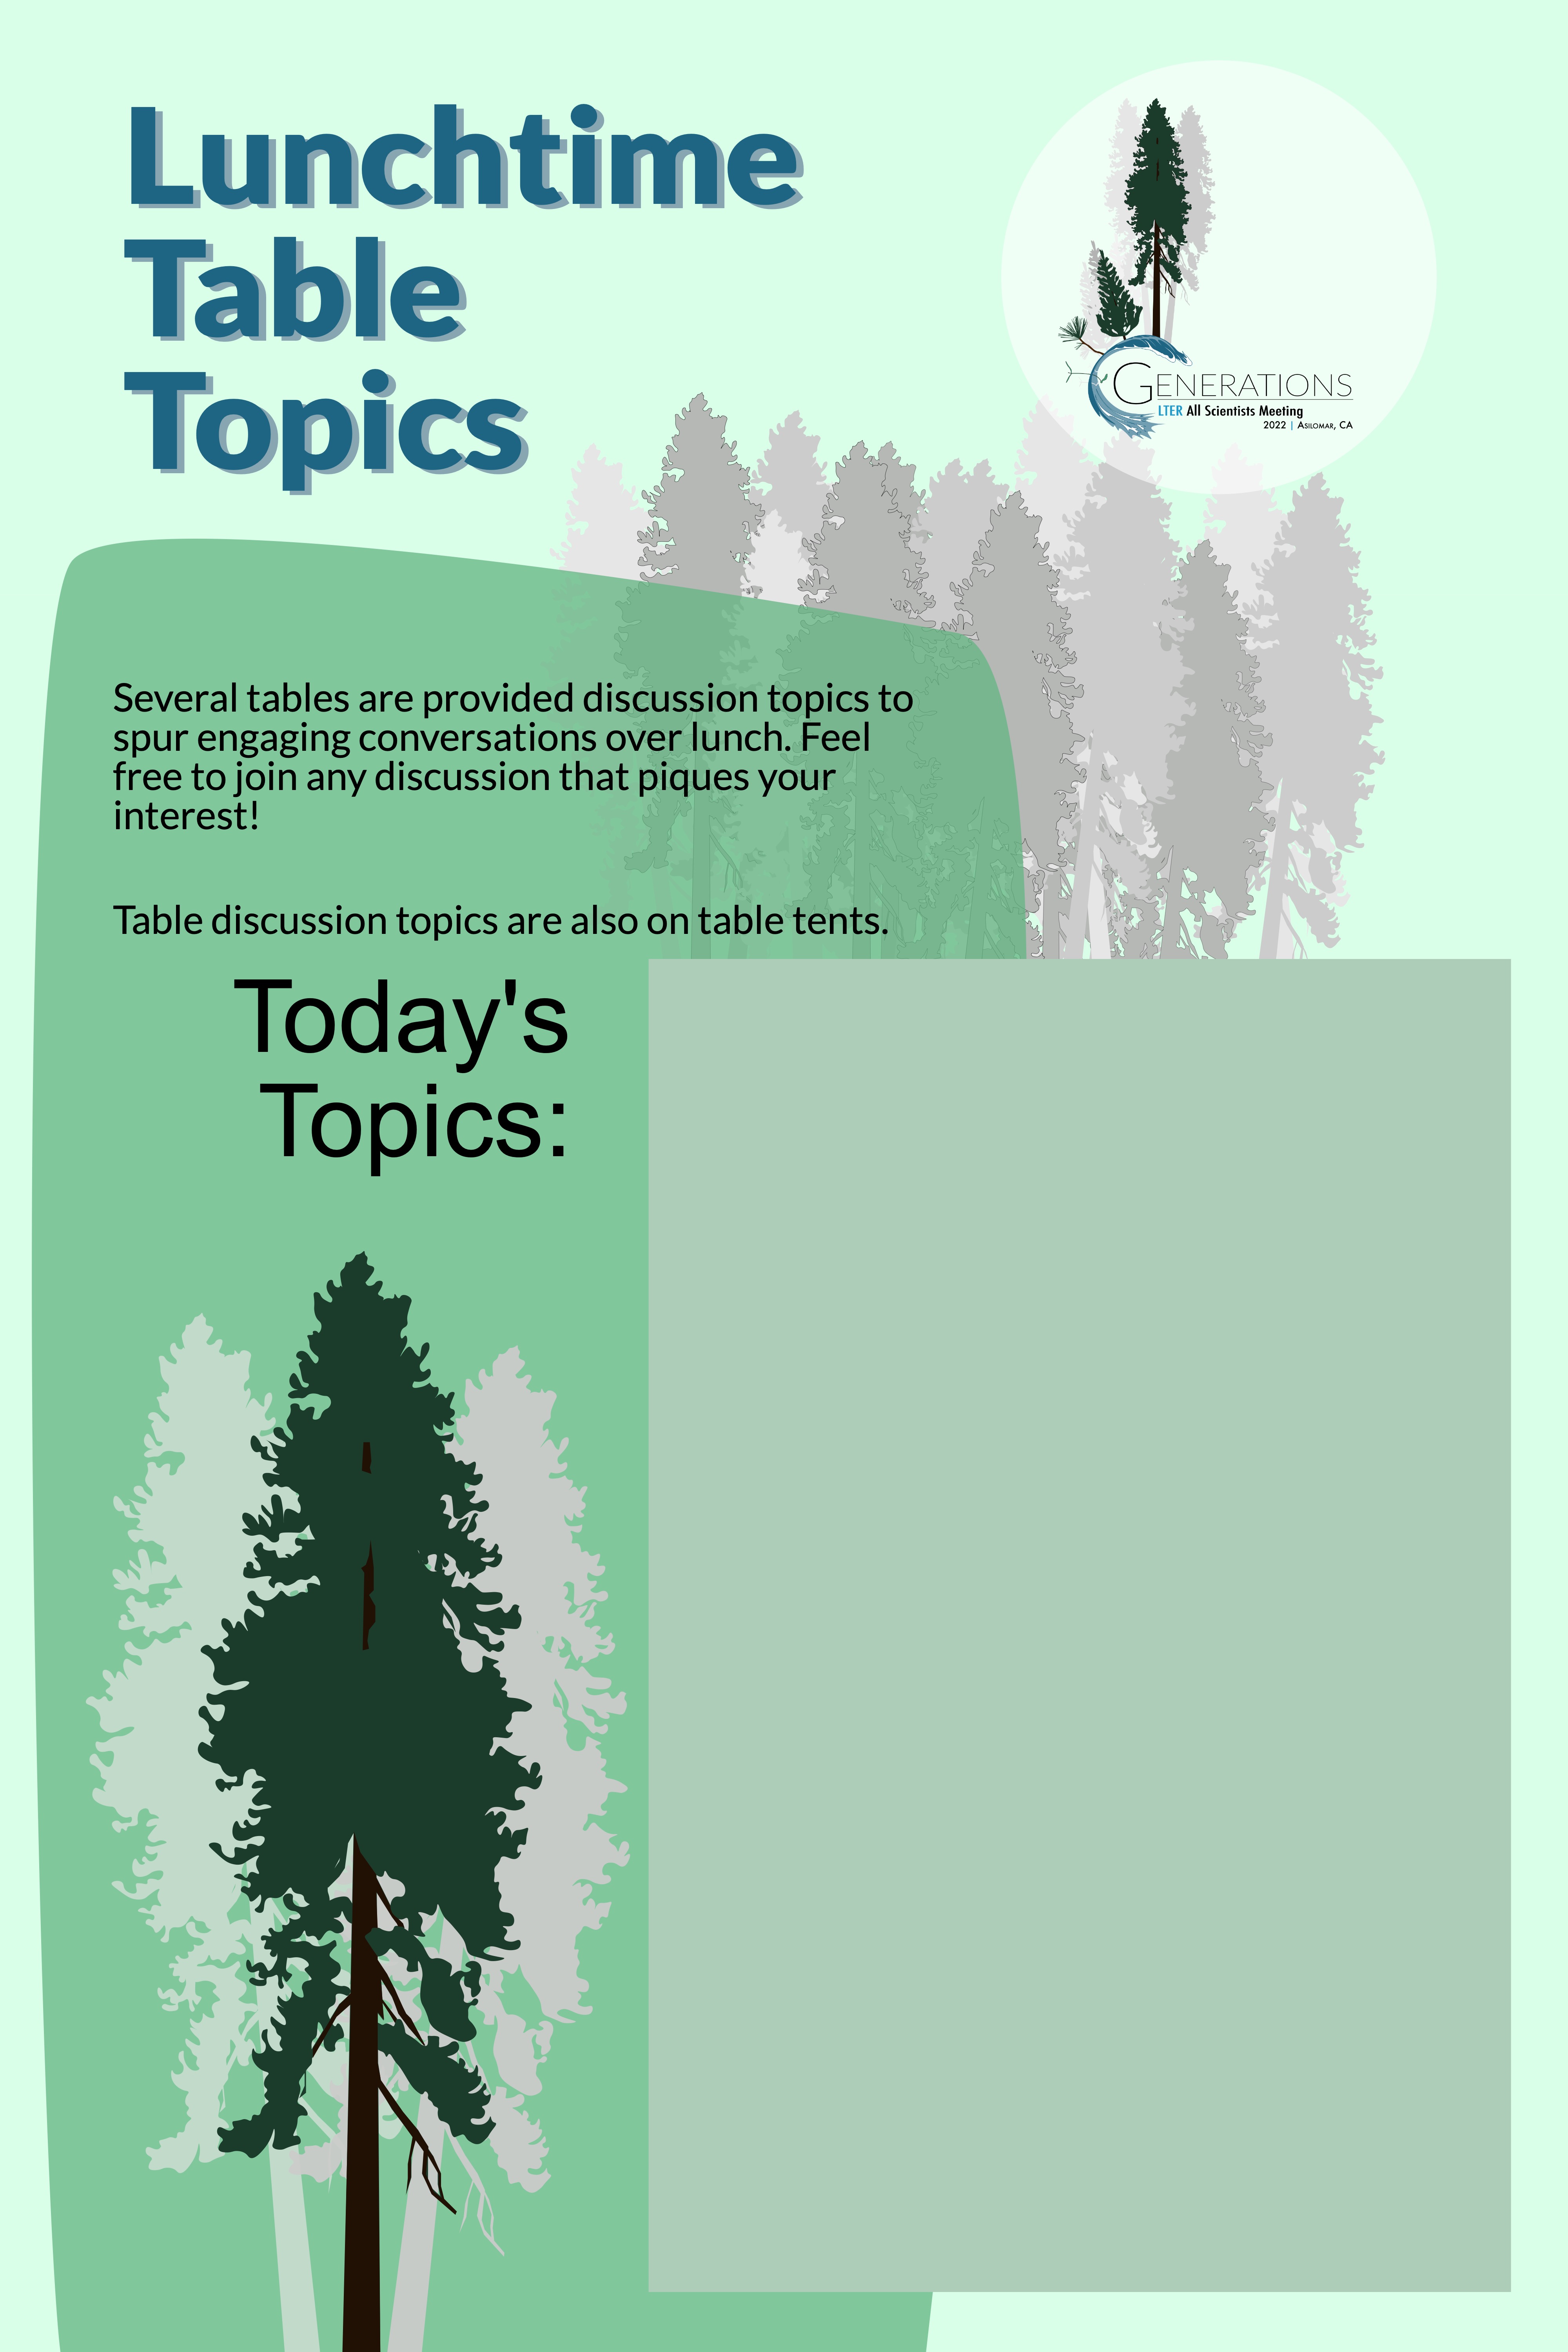 Lunchtime
Table
Topics
GENERATIONS
LTER All Scientists Meeting
2022 | ASILOMAR, CA
Several tables are provided discussion topics to
spur engaging conversations over lunch. Feel
free to join any discussion that piques your
interest!
Table discussion topics are also on table tents.
Today's
Topics: